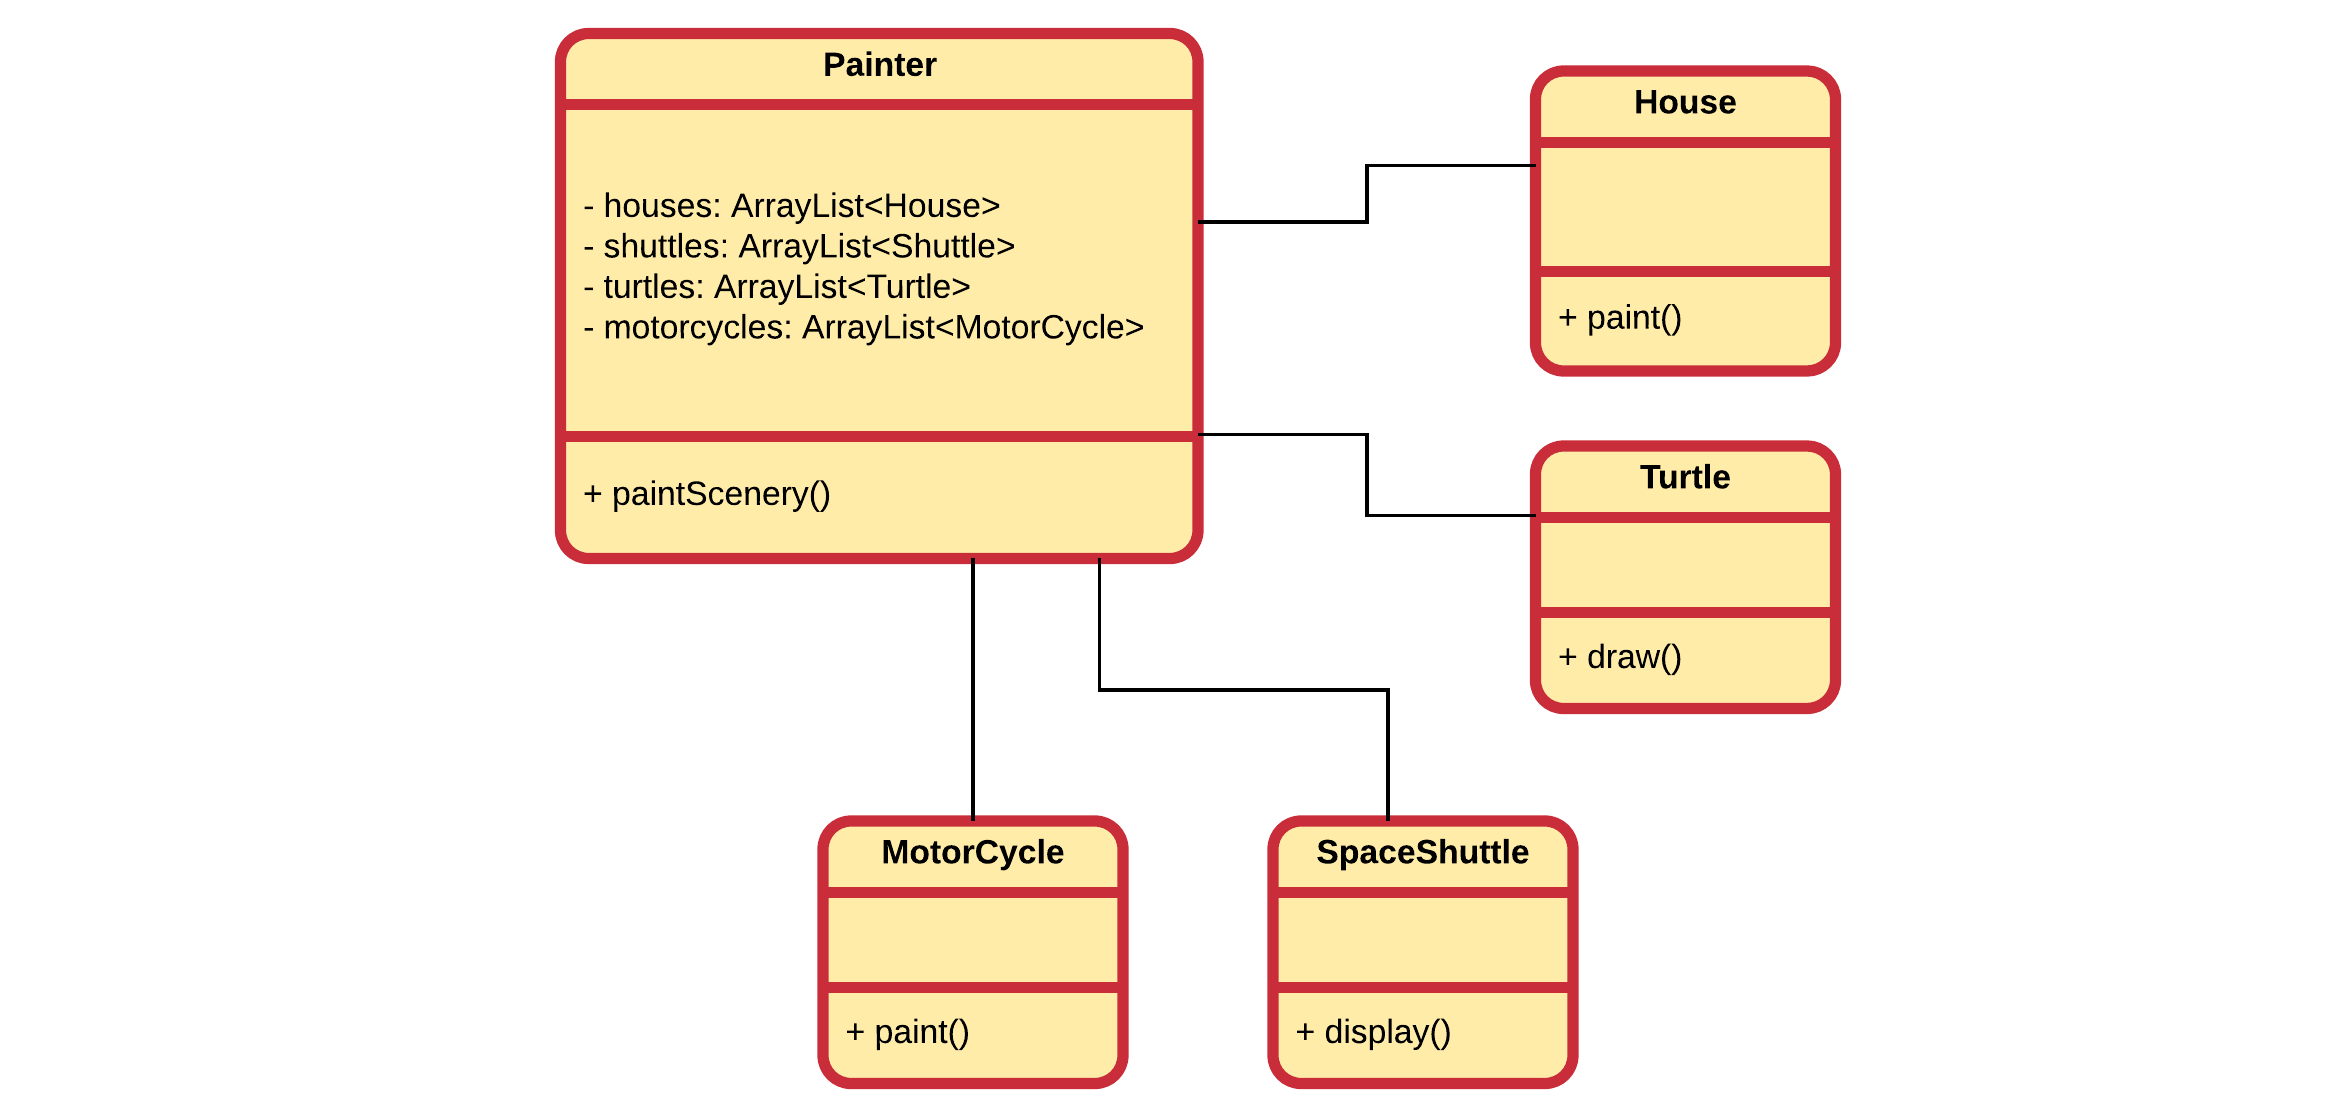 Painter
- houses: ArrayList<House>
- shuttles: ArrayList<Shuttle>
- turtles: ArrayList<Turtle>
- motorcycles: ArrayList<MotorCycle>
+ paintScenery()
House
+ paint()
Turtle
+ draw()
MotorCycle
+ paint()
SpaceShuttle
+ display()